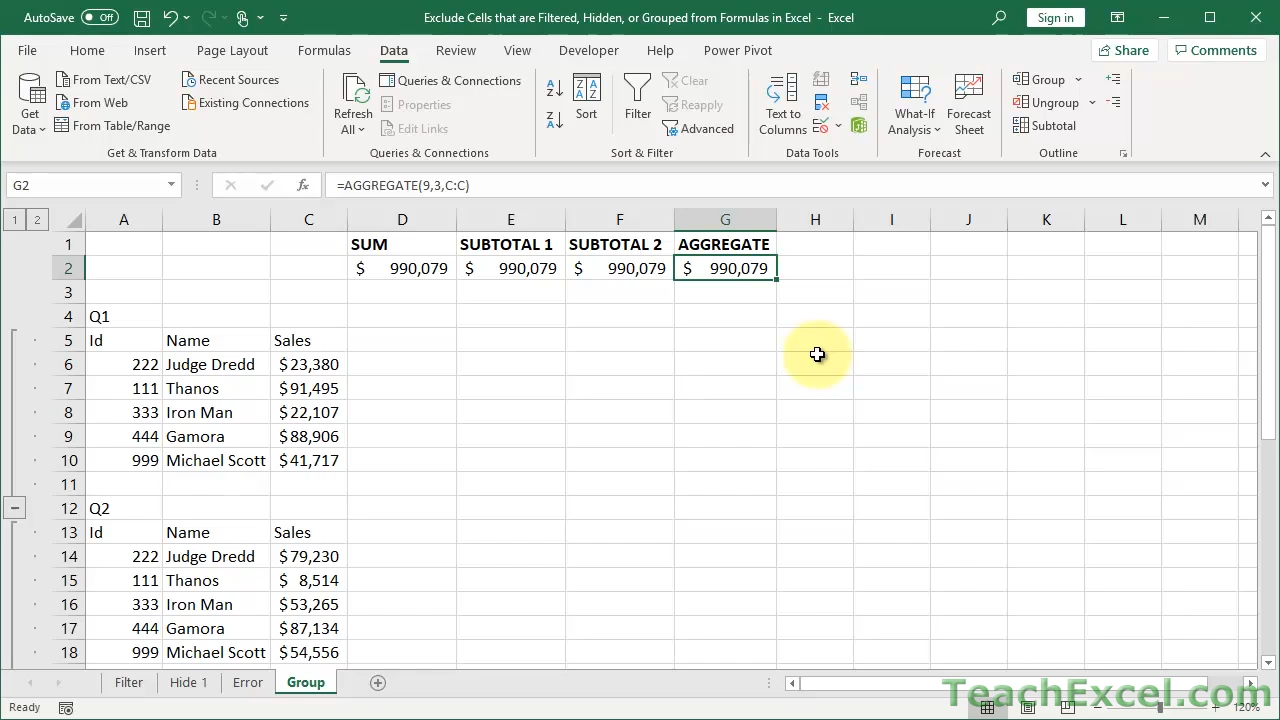 AutoSave Off Exclude Cells that are Filtered, Hidden, or Grouped from Formulas in Excel - Excel Sign in
File Home Insert Page Layout Formulas Data Review View Developer Help Power Pivot Share Comments
Get Data
From Text/CSV
From Web
From Table/Range
Recent Sources
Existing Connections
Get & Transform Data
Refresh All
Queries & Connections
Properties
Edit Links
Queries & Connections
Sort
Filter
Clear
Reapply
Advanced
Sort & Filter
Text to Columns
Data Tools
What-If Analysis
Forecast Sheet
Forecast
Group
Ungroup
Subtotal
Outline
G2 fx =AGGREGATE(9,3,C:C)
1 2 A B C D E F G H I J K L M
1 SUM SUBTOTAL 1 SUBTOTAL 2 AGGREGATE
2 $ 990,079 $ 990,079 $ 990,079 $ 990,079
3
4 Q1
5 Id Name Sales
6 222 Judge Dredd $23,380
7 111 Thanos $91,495
8 333 Iron Man $22,107
9 444 Gamora $88,906
10 999 Michael Scott $41,717
11
12 Q2
13 Id Name Sales
14 222 Judge Dredd $79,230
15 111 Thanos $ 8,514
16 333 Iron Man $53,265
17 444 Gamora $87,134
18 999 Michael Scott $54,556
Filter Hide 1 Error Group
TeachExcel.com
Ready 120%